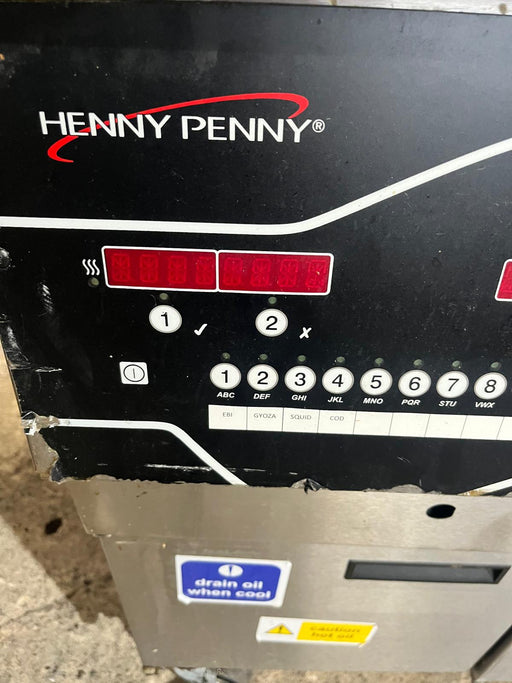 HENNY PENNY®
1 ✓ 2 x
1 2 3 4 5 6 7 8
ABC DEF GHI JKL MNO PQR STU VWX
EBI GYOZA SQUID COD
drain oil
when cool
caution
hot oil